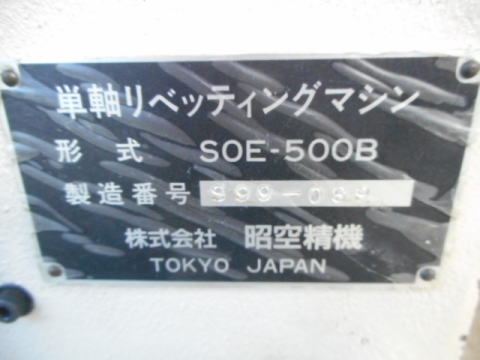 単軸リベッティングマシン
形式 SOE-500B
製造番号
株式会社 昭空精機
TOKYO JAPAN